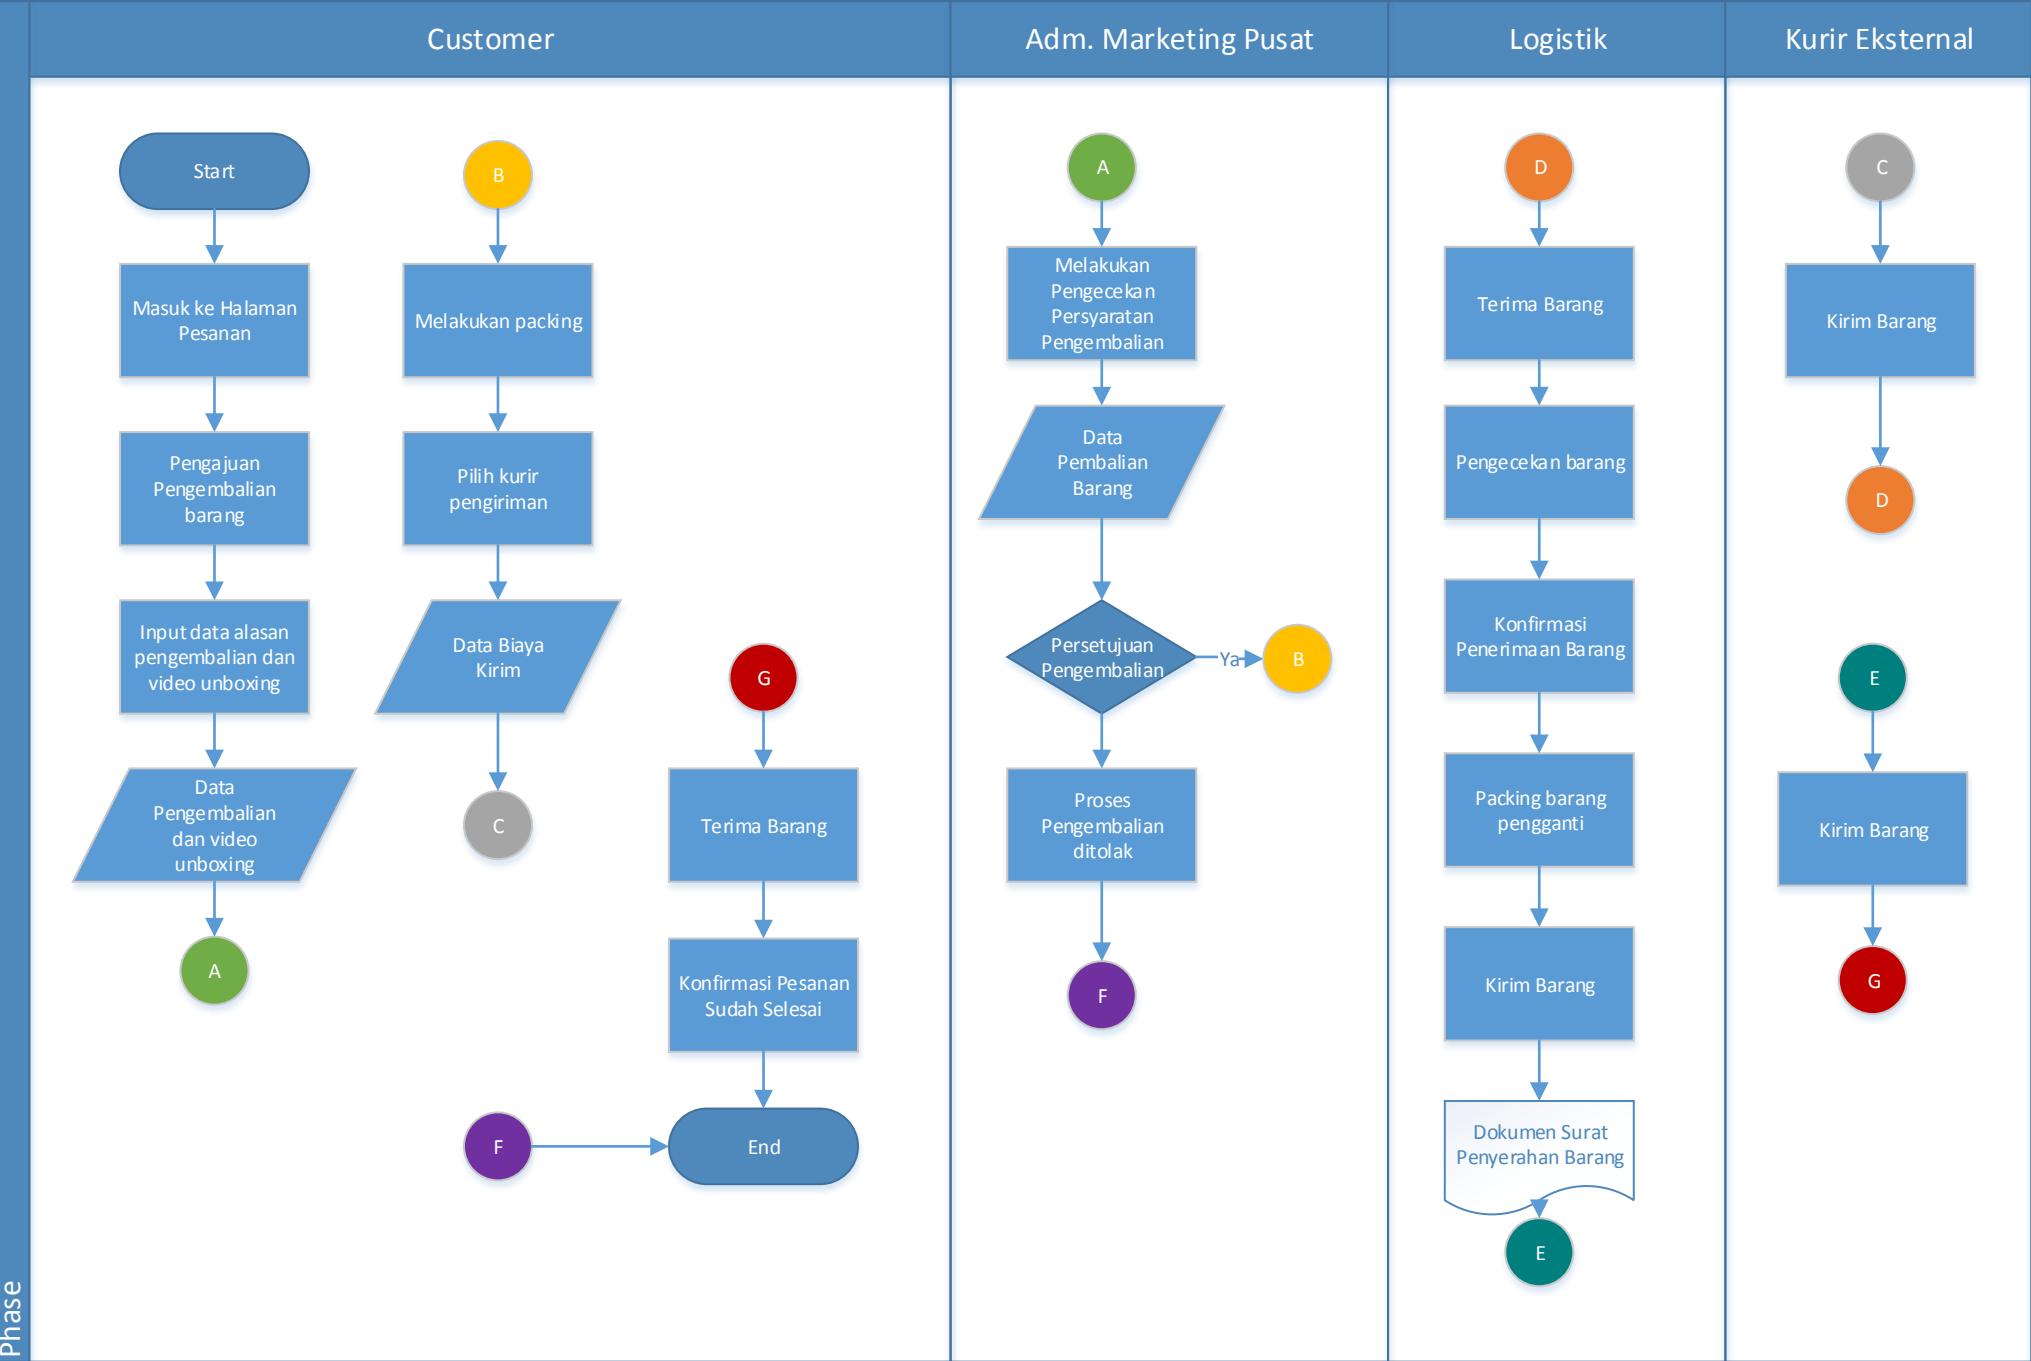 Customer
Adm. Marketing Pusat
Logistik
Kurir Eksternal
Phase
Start
Masuk ke Halaman
Pesanan
Pengajuan
Pengembalian
barang
Input data alasan
pengembalian dan
video unboxing
Data
Pengembalian
dan video
unboxing
A
B
Melakukan packing
Pilih kurir
pengiriman
Data Biaya
Kirim
C
G
Terima Barang
Konfirmasi Pesanan
Sudah Selesai
F
End
A
Melakukan
Pengecekan
Persyaratan
Pengembalian
Data
Pembalian
Barang
Persetujuan
Pengembalian
Ya
B
Proses
Pengembalian
ditolak
F
D
Terima Barang
Pengecekan barang
Konfirmasi
Penerimaan Barang
Packing barang
pengganti
Kirim Barang
Dokumen Surat
Penyerahan Barang
E
C
Kirim Barang
D
E
Kirim Barang
G